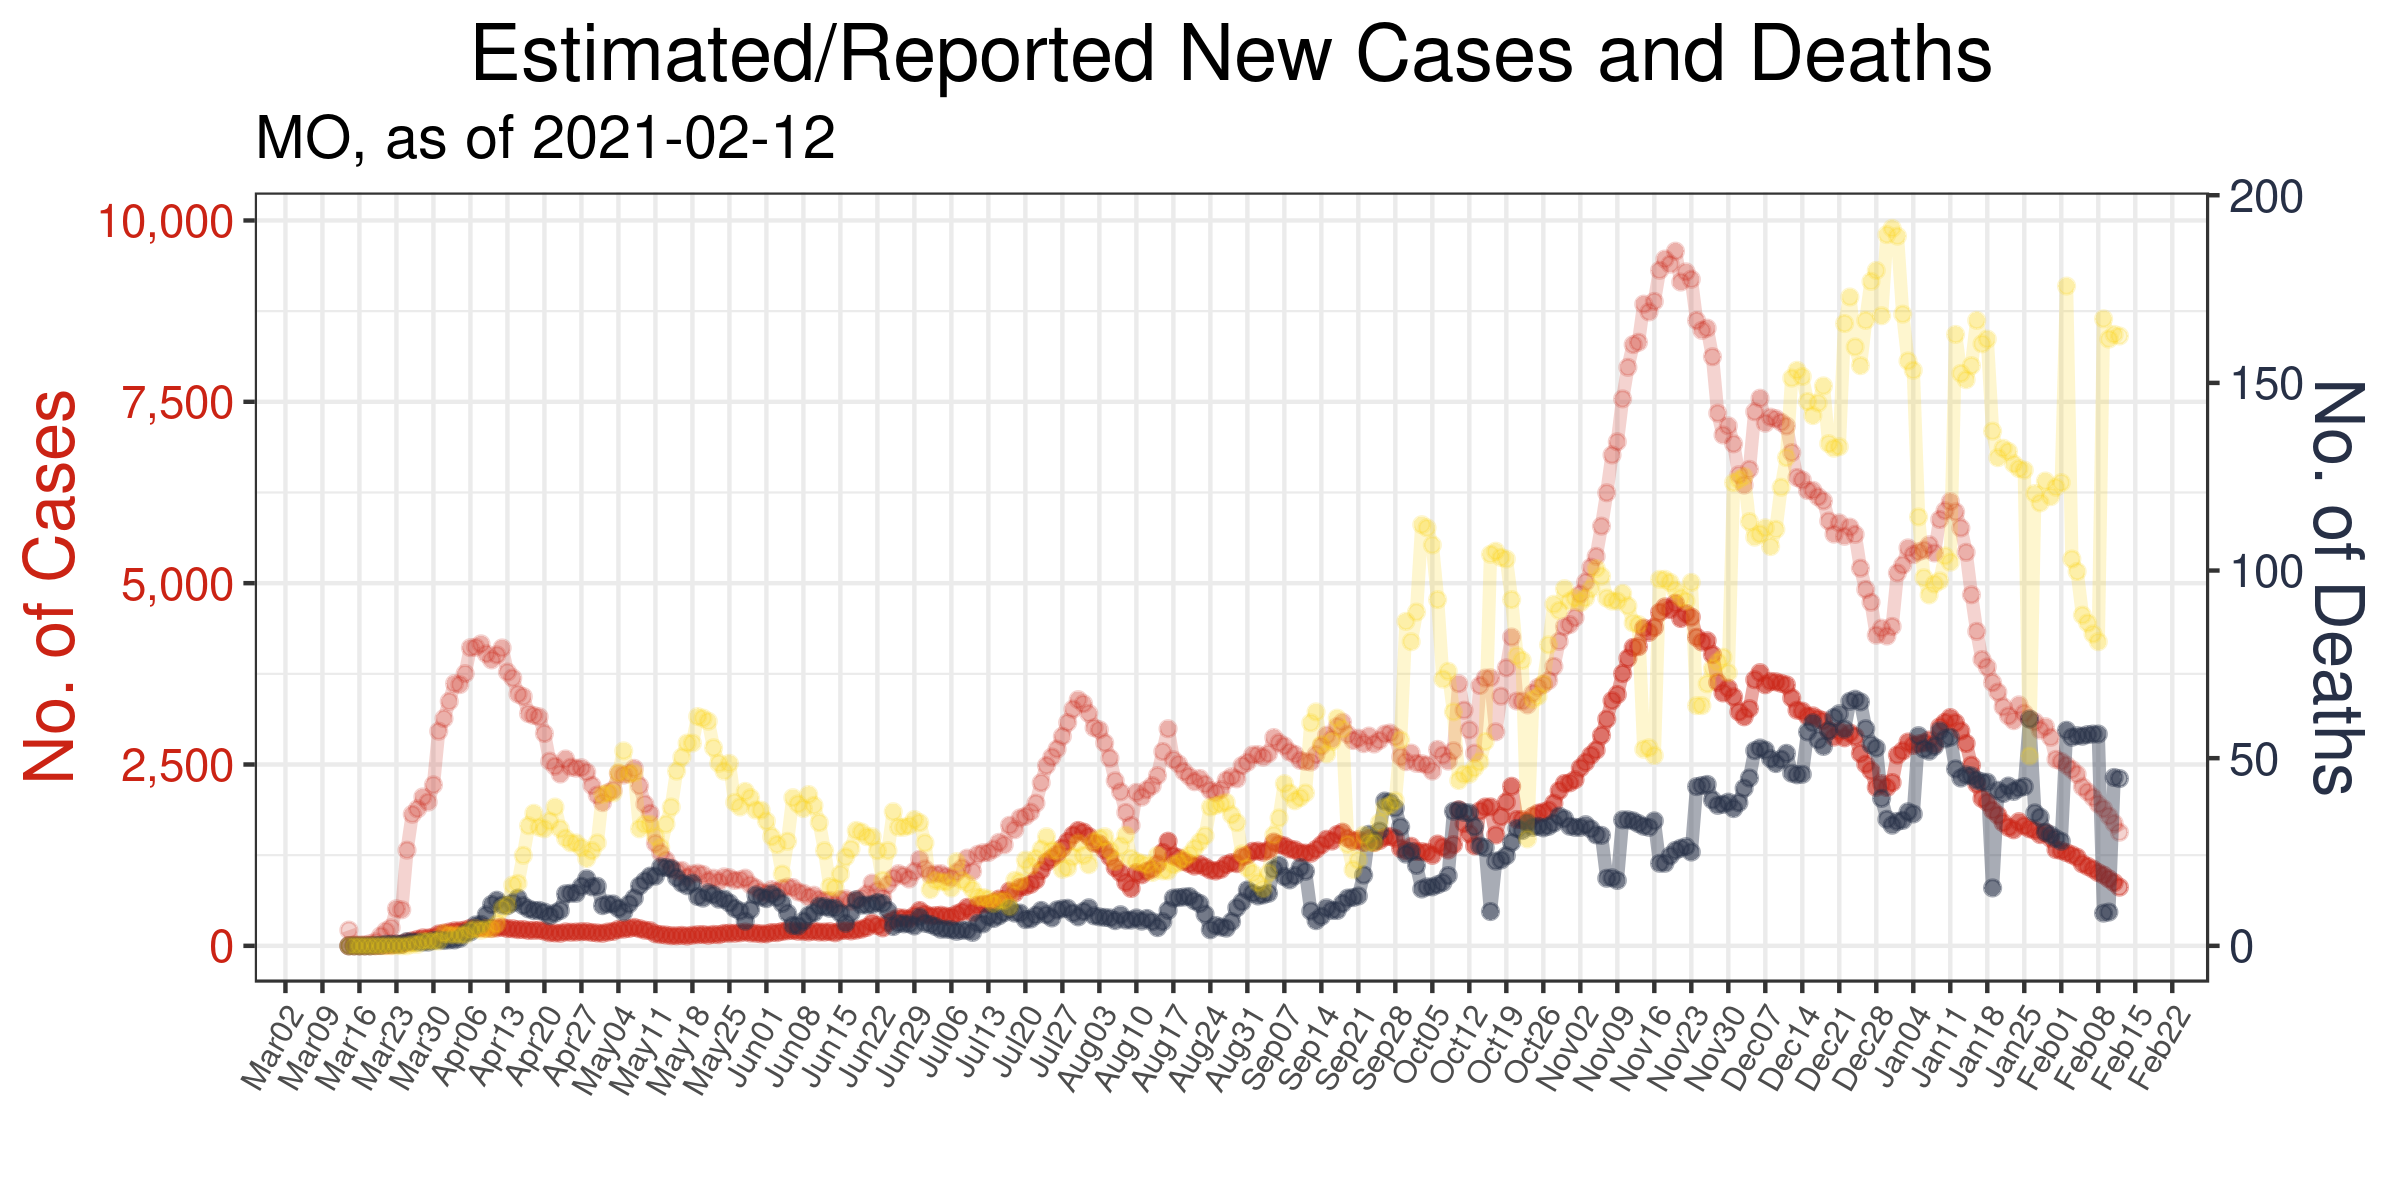 Estimated/Reported New Cases and Deaths
MO, as of 2021-02-12
No. of Cases
10,000
7,500
5,000
2,500
0
200
150
100
50
0
No. of Deaths
Mar02
Mar09
Mar16
Mar23
Mar30
Apr06
Apr13
Apr20
Apr27
May04
May11
May18
May25
Jun01
Jun08
Jun15
Jun22
Jun29
Jul06
Jul13
Jul20
Jul27
Aug03
Aug10
Aug17
Aug24
Aug31
Sep07
Sep14
Sep21
Sep28
Oct05
Oct12
Oct19
Oct26
Nov02
Nov09
Nov16
Nov23
Nov30
Dec07
Dec14
Dec21
Dec28
Jan04
Jan11
Jan18
Jan25
Feb01
Feb08
Feb15
Feb22